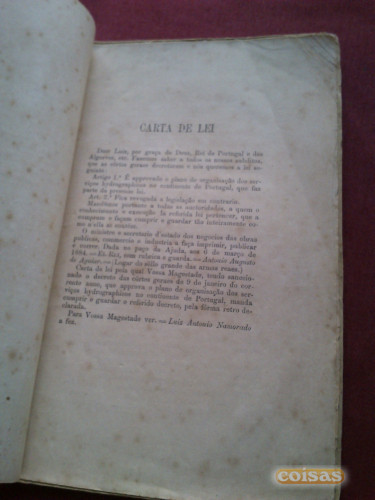 CARTA DE LEI
Dom Luiz, por graça de Deus, Rei de Portugal e dos
Algarves, etc. Fazemos saber a todos os nossos subditos,
que as côrtes geraes decretaram e nós queremos a lei se-
guinte:
Artigo 1.º É approvado o plano de organisação dos ser-
viços hydrographicos no continente de Portugal, que faz
parte da presente lei.
Art. 2.º Fica revogada a legislação em contrario.
Mandâmos portanto a todas as auctoridades, a quem o
conhecimento e execução da referida lei pertencer, que a
cumpram e façam cumprir e guardar tão inteiramente co-
mo n'ella se contém.
O ministro e secretario d'estado dos negocios das obras
publicas, commercio e industria a faça imprimir, publicar
e correr. Dada no paço da Ajuda, aos 6 de março de
1884. — El-Rei, com rubrica e guarda. — Antonio Augusto
de Aguiar. — (Logar do sêllo grande das armas reaes.)
Carta de lei pela qual Vossa Magestade, tendo sanccionado
o decreto das côrtes geraes de 9 de janeiro do cor-
rente anno, que approva o plano de organisação dos ser-
viços hydrographicos no continente de Portugal, manda
cumprir e guardar o referido decreto, pela fórma retro de-
clarada.
Para Vossa Magestade ver. — Luiz Antonio Namorado
a fez.
coisas